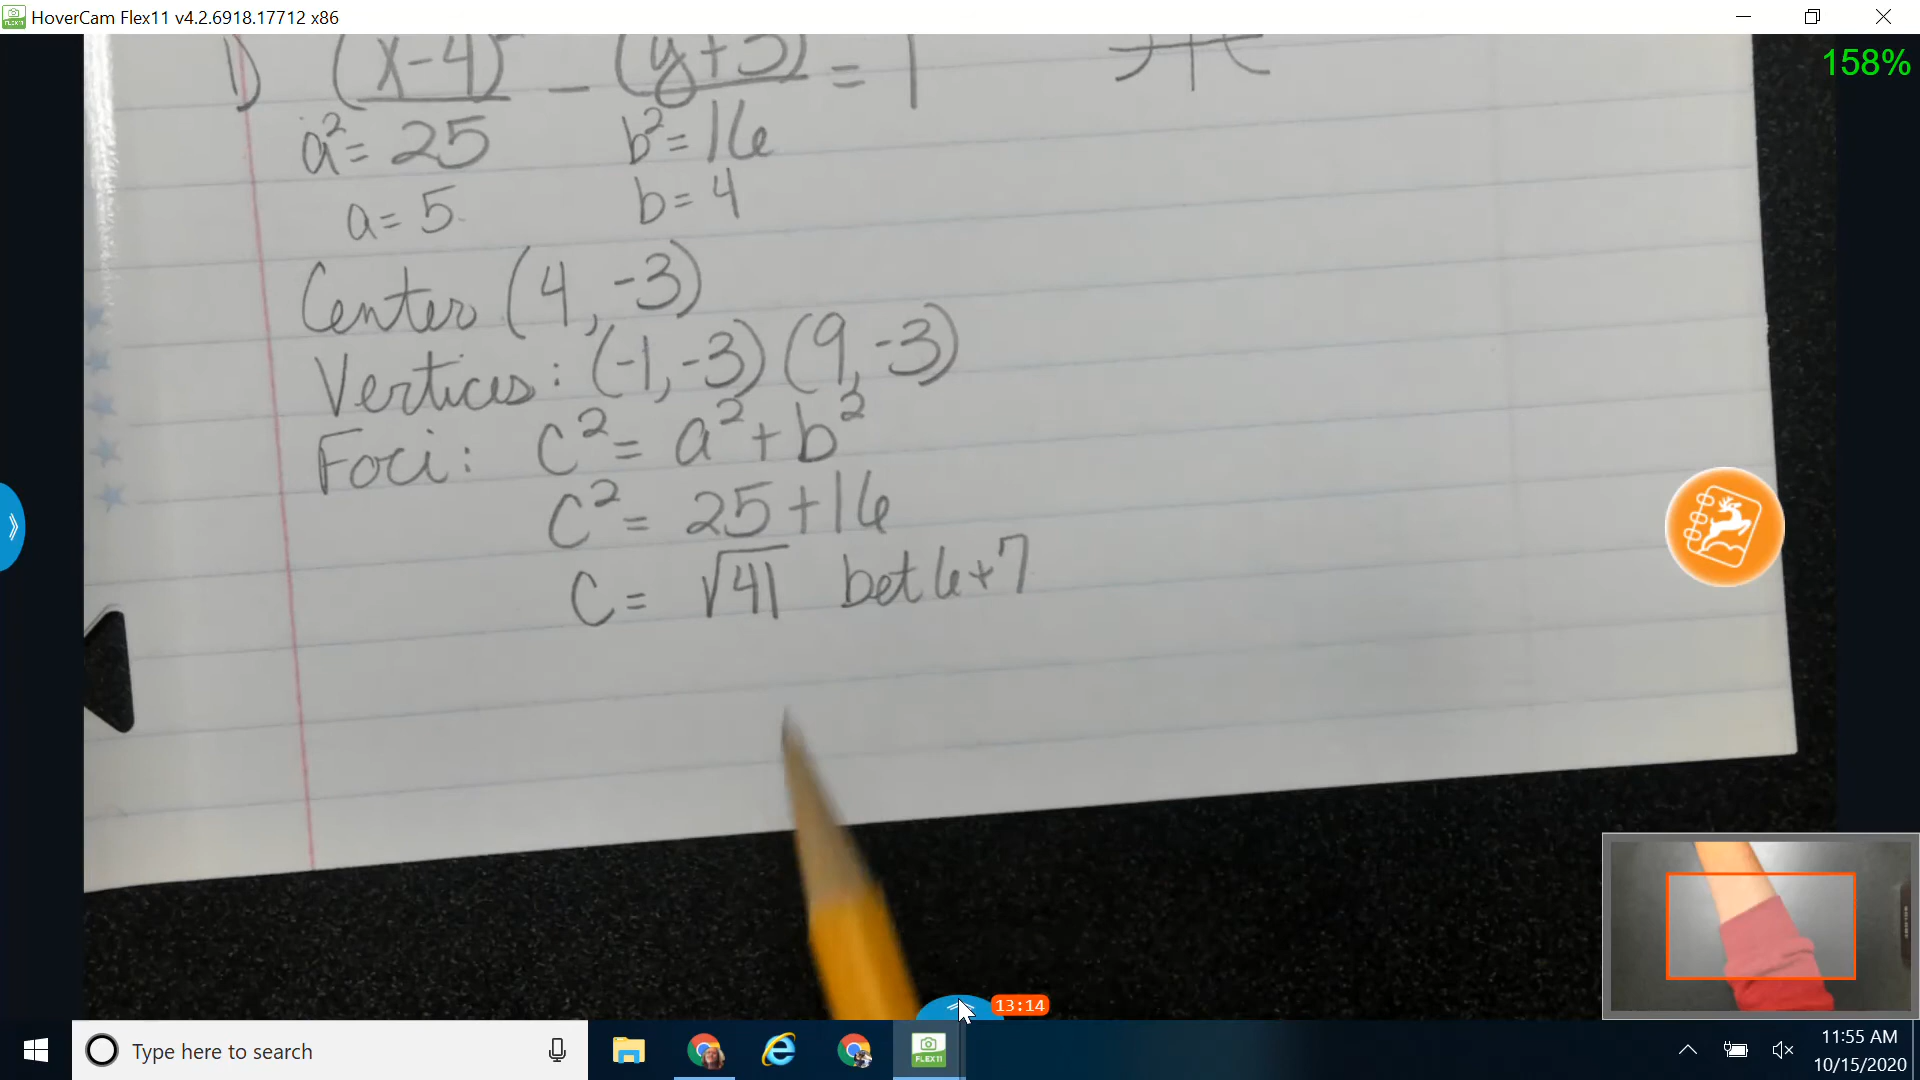 HoverCam Flex11 v4.2.6918.17712 x86
158%
1) (x-4)² - (y+3) = 1
a²= 25 b²= 16
a= 5 b= 4
Center (4, -3)
Vertices: (-1, -3) (9, -3)
Foci: C² = a² + b²
C² = 25+16
C = √41 bet 6+7
13:14
Type here to search
FLEX11
11:55 AM
10/15/2020